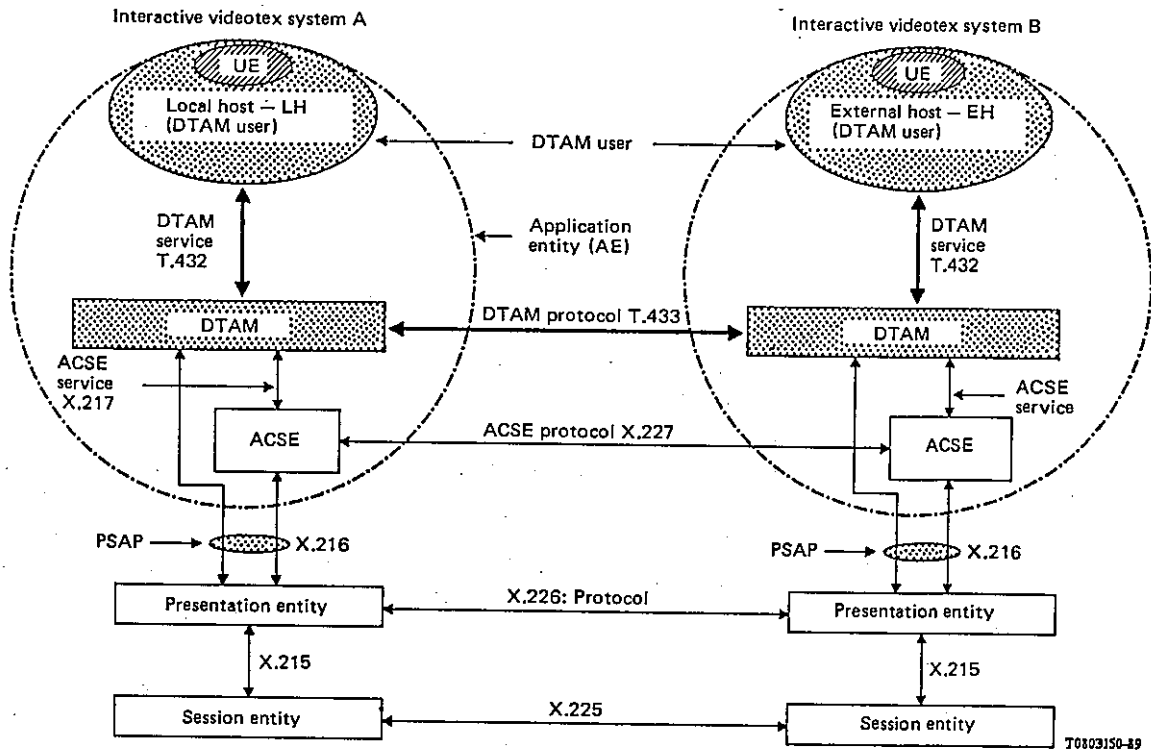 Interactive videotex system A
Interactive videotex system B
UE
UE
Local host – LH
(DTAM user)
External host – EH
(DTAM user)
DTAM user
DTAM
service
T.432
Application
entity (AE)
DTAM
service
T.432
DTAM
DTAM protocol T.433
DTAM
ACSE
service
X.217
ACSE
service
ACSE
ACSE protocol X.227
ACSE
PSAP
X.216
PSAP
X.216
Presentation entity
X.226: Protocol
Presentation entity
X.215
X.215
Session entity
X.225
Session entity
T0803150-89